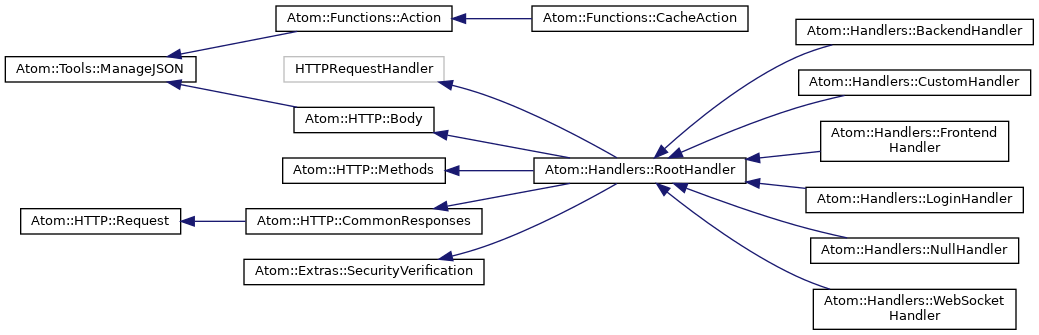 Atom::Functions::Action
Atom::Functions::CacheAction
Atom::Tools::ManageJSON
HTTPRequestHandler
Atom::HTTP::Body
Atom::HTTP::Methods
Atom::Handlers::RootHandler
Atom::HTTP::Request
Atom::HTTP::CommonResponses
Atom::Extras::SecurityVerification
Atom::Handlers::BackendHandler
Atom::Handlers::CustomHandler
Atom::Handlers::Frontend
Handler
Atom::Handlers::LoginHandler
Atom::Handlers::NullHandler
Atom::Handlers::WebSocket
Handler